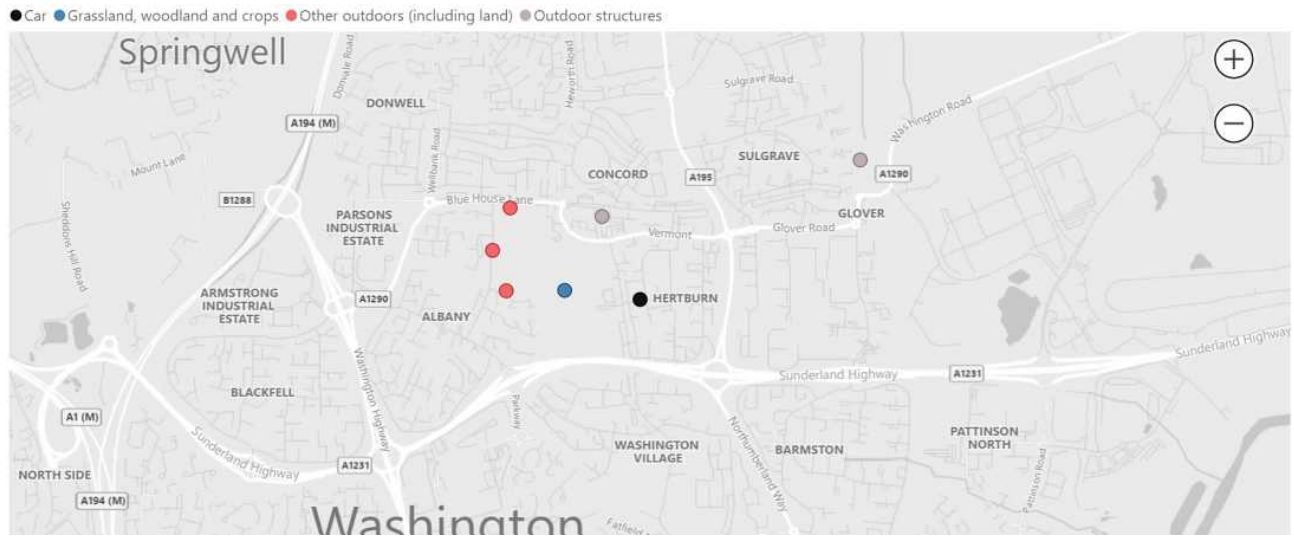 Car Grassland, woodland and crops Other outdoors (including land) Outdoor structures
Springwell
Donvale Road
Heworth Road
Sulgrave Road
DONWELL
A194 (M)
Washington Road
Mount Lane
Wellbank Road
SULGRAVE
CONCORD
A195
A1290
B1288
Blue House Lane
Sheddons Hill Road
PARSONS
INDUSTRIAL
ESTATE
GLOVER
Vermont
Glover Road
ARMSTRONG
INDUSTRIAL
ESTATE
A1290
ALBANY
HERTBURN
Washington Highway
Sunderland Highway
Sunderland Highway
A1231
BLACKFELL
Parkway
A1 (M)
Sunderland Highway
Northumberland Way
WASHINGTON
VILLAGE
BARMSTON
PATTINSON
NORTH
Pattinson Road
NORTH SIDE
A1231
A194 (M)
Washington